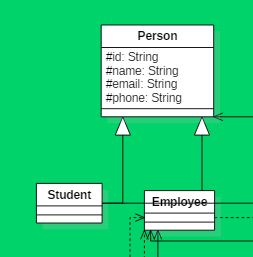 Person
#id: String
#name: String
#email: String
#phone: String
Student
Employee